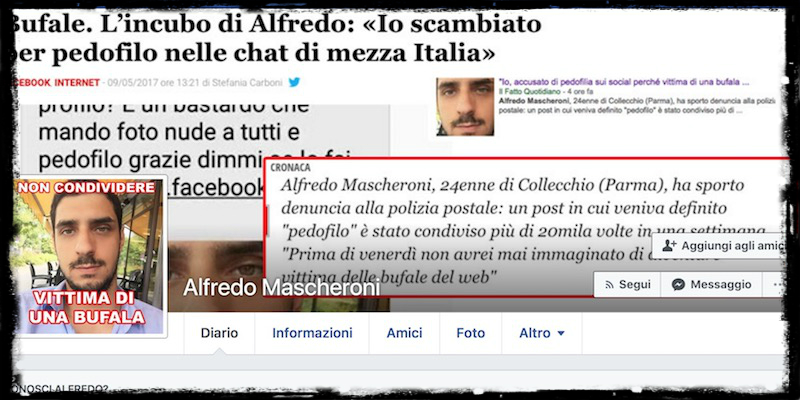 Bufale. L'incubo di Alfredo: «Io scambiato
per pedofilo nelle chat di mezza Italia»
FACEBOOK, INTERNET - 09/05/2017 ore 13:21 di Stefania Carboni
"Io, accusato di pedofilia sui social perché vittima di una bufala ...
Il Fatto Quotidiano - 4 ore fa
Alfredo Mascheroni, 24enne di Collecchio (Parma), ha sporto denuncia alla polizia
postale: un post in cui veniva definito "pedofilo" è stato condiviso più di ...
profilo? È un bastardo che
mando foto nude a tutti e
pedofilo grazie dimmi se lo fai
.facebook
CRONACA
Alfredo Mascheroni, 24enne di Collecchio (Parma), ha sporto
denuncia alla polizia postale: un post in cui veniva definito
"pedofilo" è stato condiviso più di 20mila volte in una settimana
"Prima di venerdì non avrei mai immaginato di diventare
vittima delle bufale del web"
NON CONDIVIDERE
VITTIMA DI
UNA BUFALA
Alfredo Mascheroni
Aggiungi agli amici
Segui
Messaggio
...
Diario
Informazioni
Amici
Foto
Altro
CONOSCI ALFREDO?